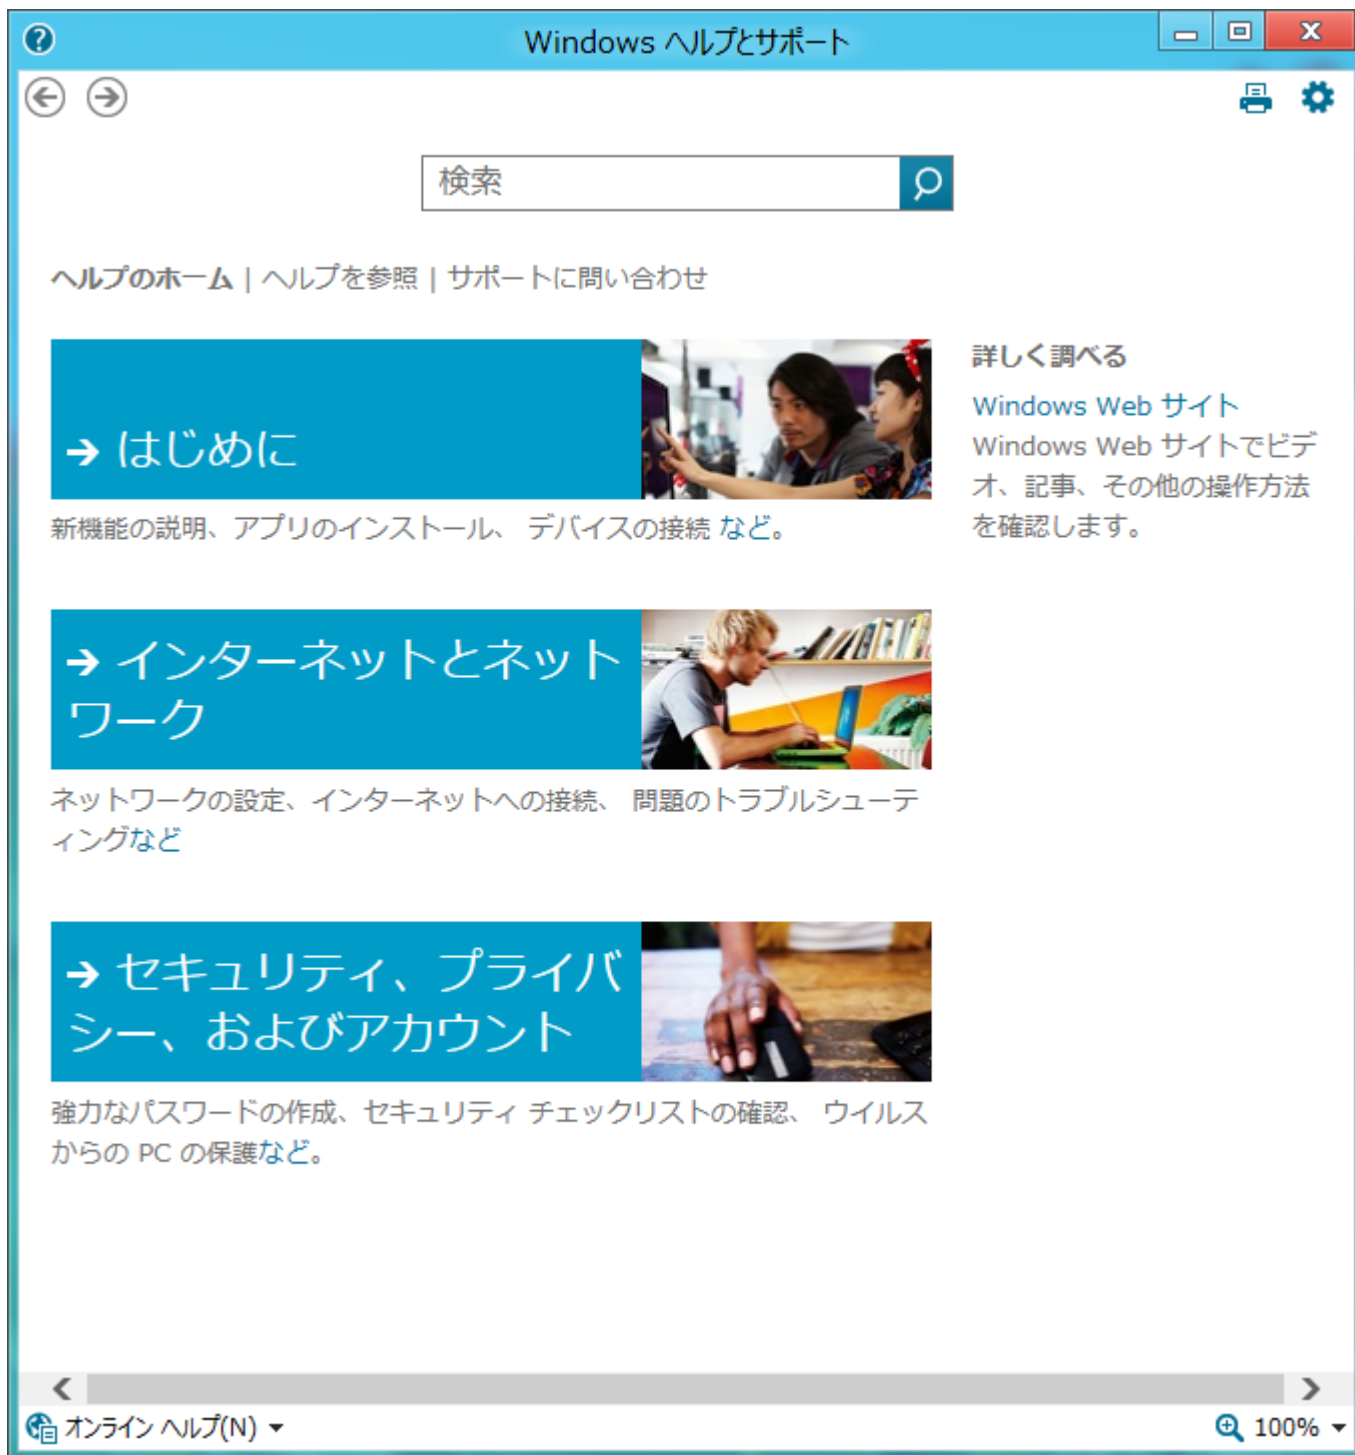 Windows ヘルプとサポート
検索
ヘルプのホーム | ヘルプを参照 | サポートに問い合わせ
→ はじめに
新機能の説明、アプリのインストール、 デバイスの接続 など。
→ インターネットとネット
ワーク
ネットワークの設定、インターネットへの接続、 問題のトラブルシューテ
ィングなど
→ セキュリティ、プライバ
シー、およびアカウント
強力なパスワードの作成、セキュリティ チェックリストの確認、 ウイルス
からの PC の保護など。
詳しく調べる
Windows Web サイト
Windows Web サイトでビデ
オ、記事、その他の操作方法
を確認します。
オンライン ヘルプ(N)
100%